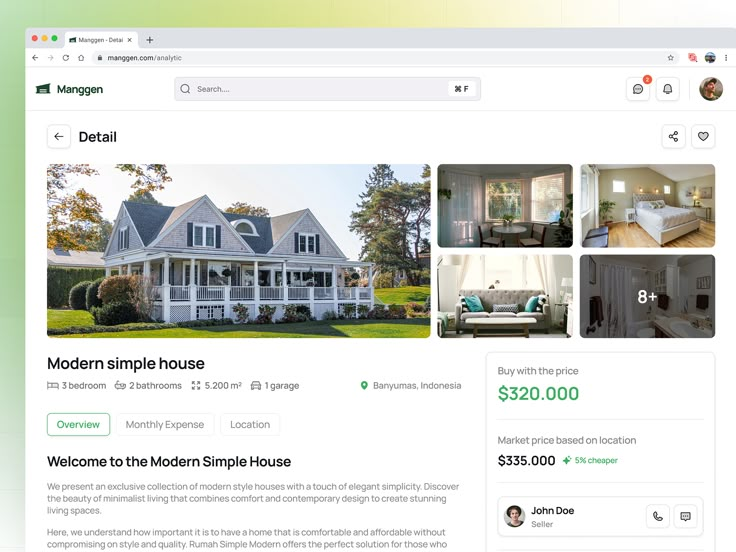 Manggen - Detai
manggen.com/analytic
Manggen
Search....
⌘ F
2
Detail
8+
Modern simple house
3 bedroom
2 bathrooms
5.200 m²
1 garage
Banyumas, Indonesia
Overview
Monthly Expense
Location
Welcome to the Modern Simple House
We present an exclusive collection of modern style houses with a touch of elegant simplicity. Discover
the beauty of minimalist living that combines comfort and contemporary design to create stunning
living spaces.
Here, we understand how important it is to have a home that is comfortable and affordable without
compromising on style and quality. Rumah Simple Modern offers the perfect solution for those who
Buy with the price
$320.000
Market price based on location
$335.000
5% cheaper
John Doe
Seller